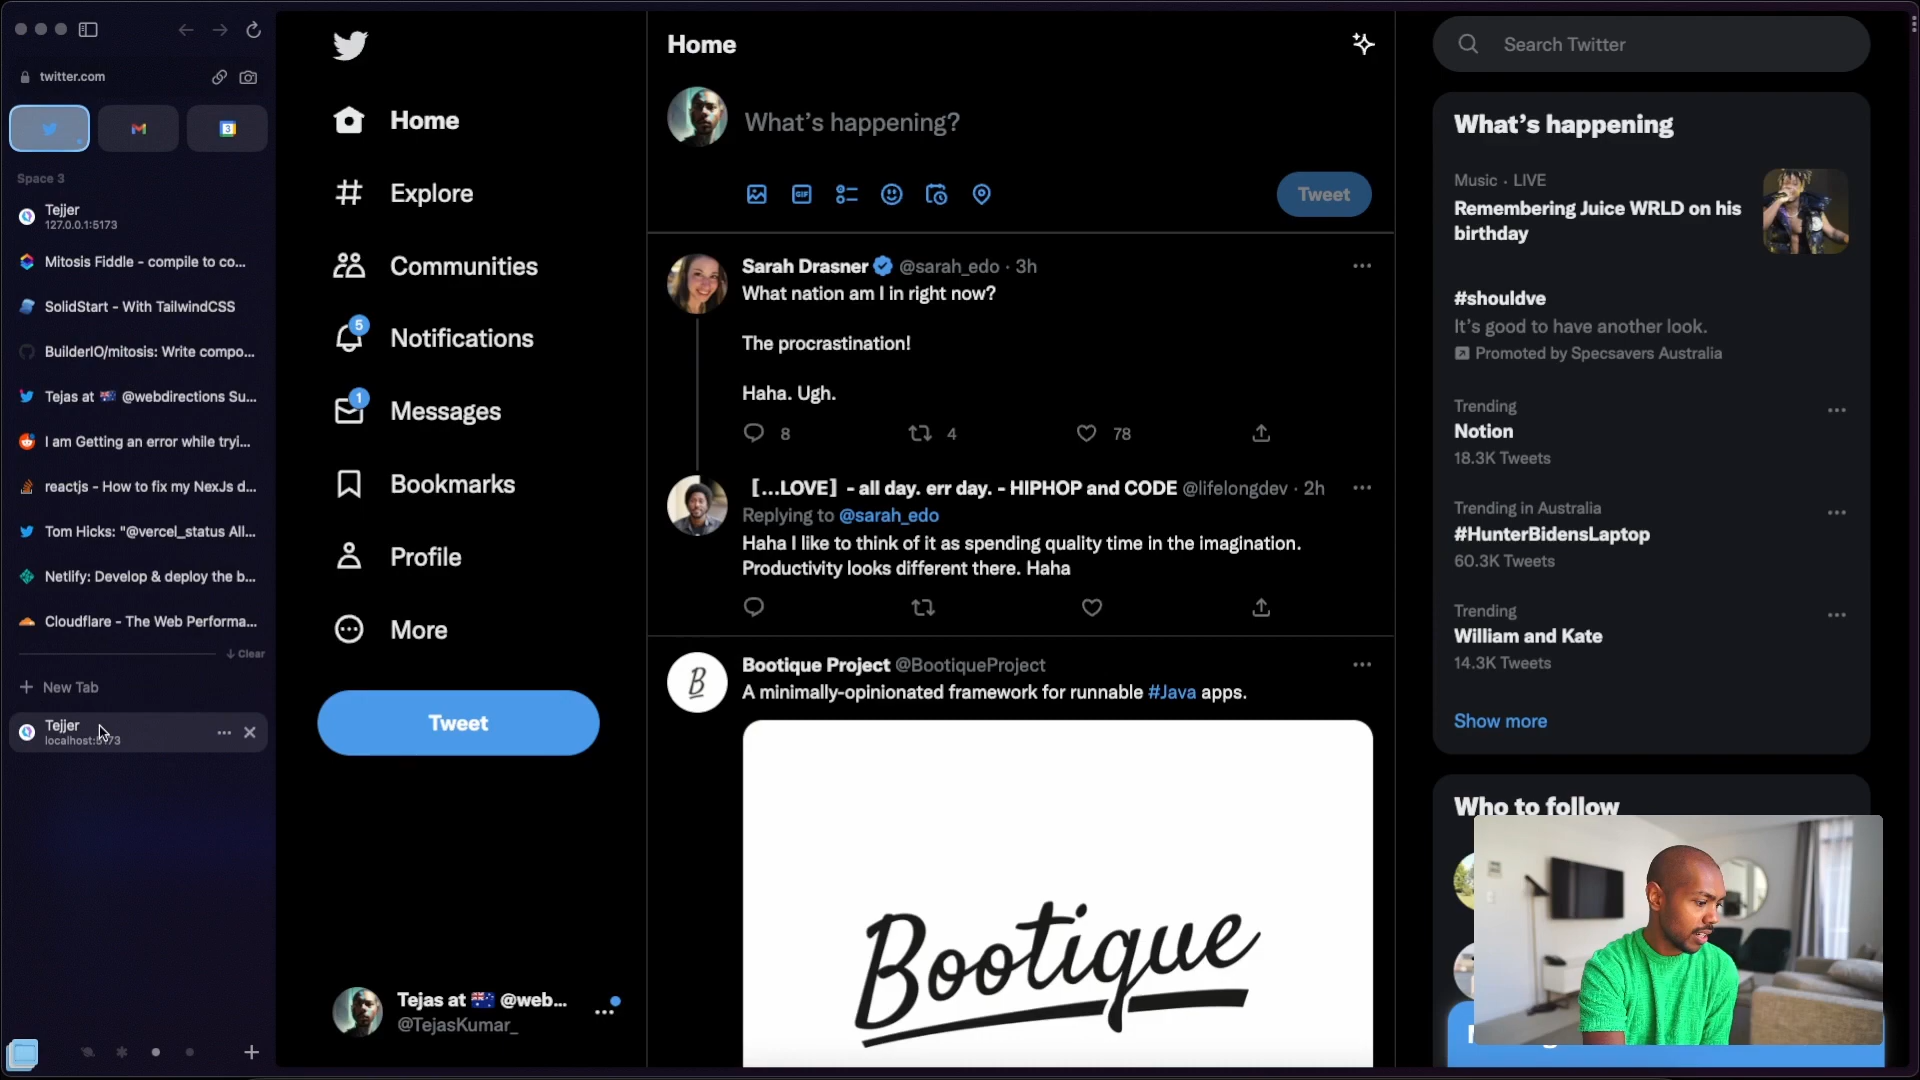 twitter.com
3
Space 3
Tejjer
127.0.0.1:5173
Mitosis Fiddle - compile to co...
SolidStart - With TailwindCSS
BuilderIO/mitosis: Write compo...
Tejas at 🇦🇺 @webdirections Su...
I am Getting an error while tryi...
reactjs - How to fix my NexJs d...
Tom Hicks: "@vercel_status All...
Netlify: Develop & deploy the b...
Cloudflare - The Web Performa...
Clear
New Tab
Tejjer
Home
Explore
Communities
5
Notifications
1
Messages
Bookmarks
Profile
More
Tweet
Tejas at 🇦🇺 @web...
@TejasKumar_
Home
What's happening?
GIF
Tweet
Sarah Drasner @sarah_edo · 3h
What nation am I in right now?
The procrastination!
Haha. Ugh.
8 4 78
[...LOVE] - all day. err day. - HIPHOP and CODE @lifelongdev · 2h
Replying to @sarah_edo
Haha I like to think of it as spending quality time in the imagination.
Productivity looks different there. Haha
B
Bootique Project @BootiqueProject
A minimally-opinionated framework for runnable #Java apps.
Bootique
Search Twitter
What's happening
Music · LIVE
Remembering Juice WRLD on his
birthday
#shouldve
It's good to have another look.
Promoted by Specsavers Australia
Trending
Notion
18.3K Tweets
Trending in Australia
#HunterBidensLaptop
60.3K Tweets
Trending
William and Kate
14.3K Tweets
Show more
Who to follow